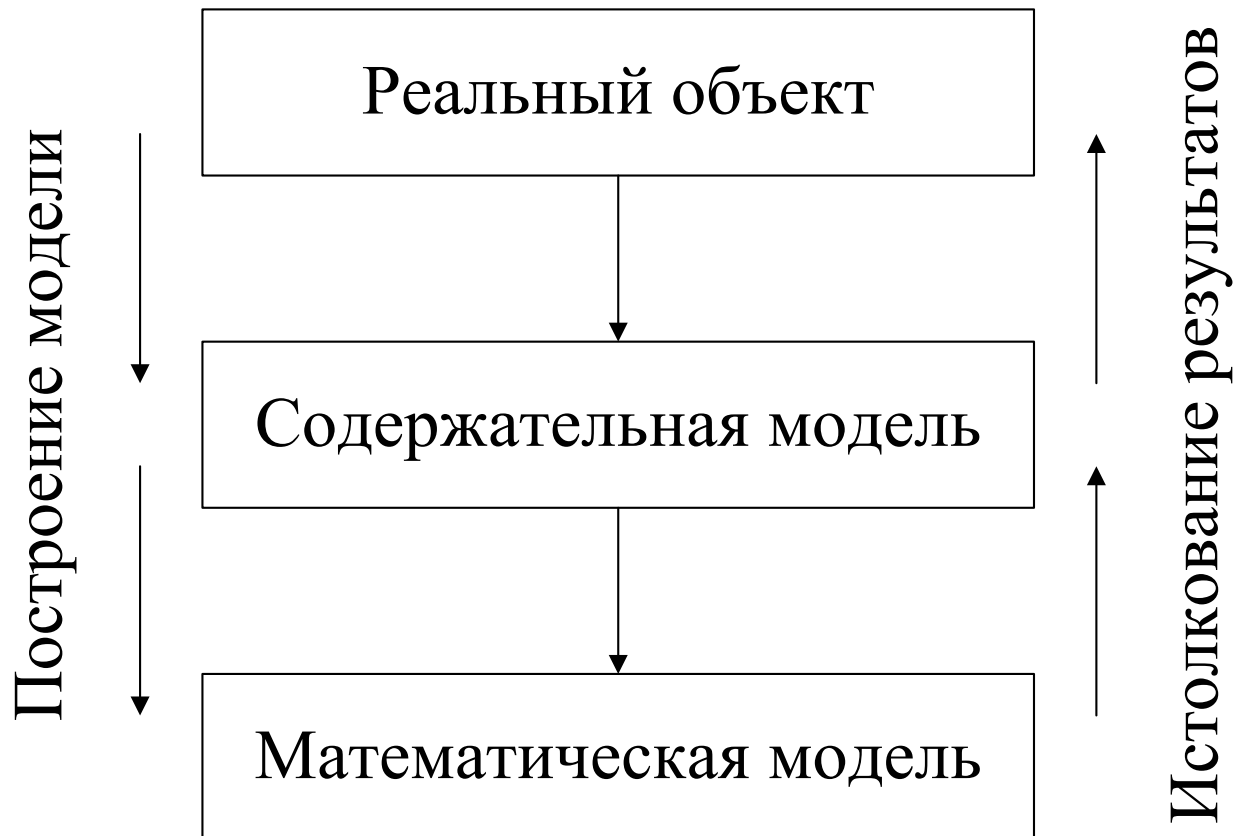 Реальный объект
Построение модели
Содержательная модель
Истолкование результатов
Математическая модель